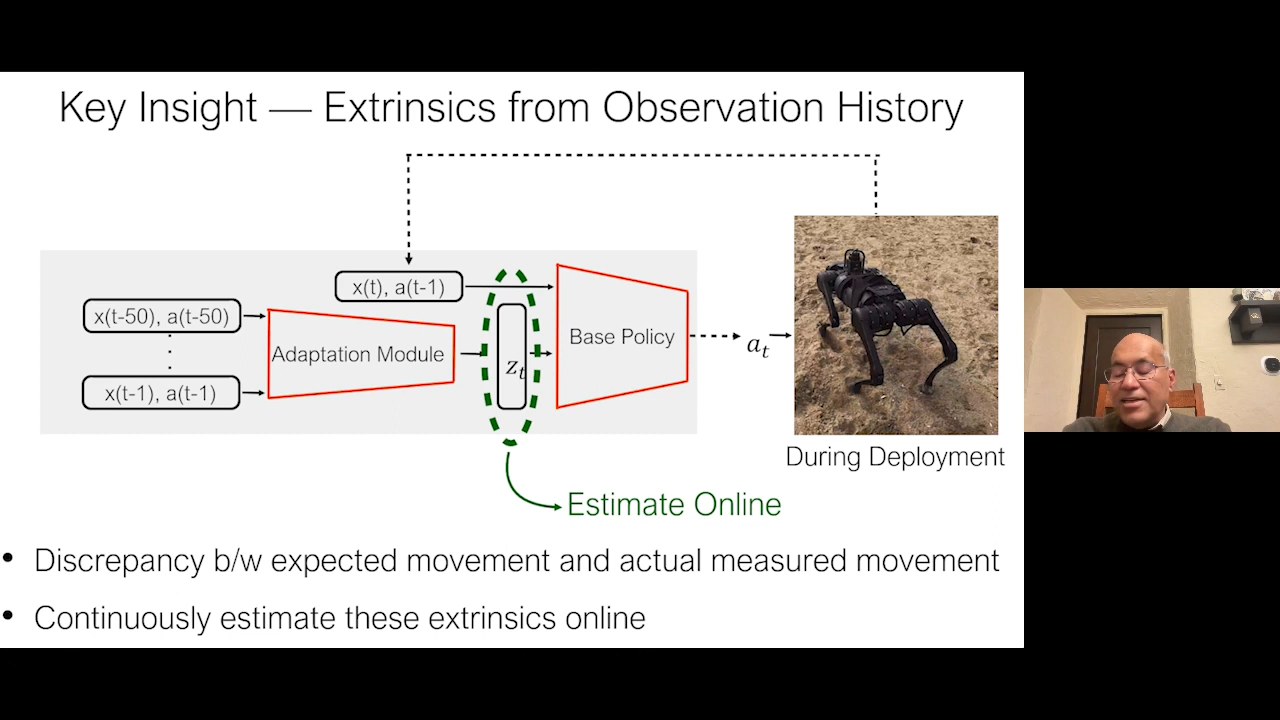 Key Insight — Extrinsics from Observation History
x(t), a(t-1)
x(t-50), a(t-50)
Adaptation Module
x(t-1), a(t-1)
z_t
Base Policy
a_t
During Deployment
Estimate Online
• Discrepancy b/w expected movement and actual measured movement
• Continuously estimate these extrinsics online